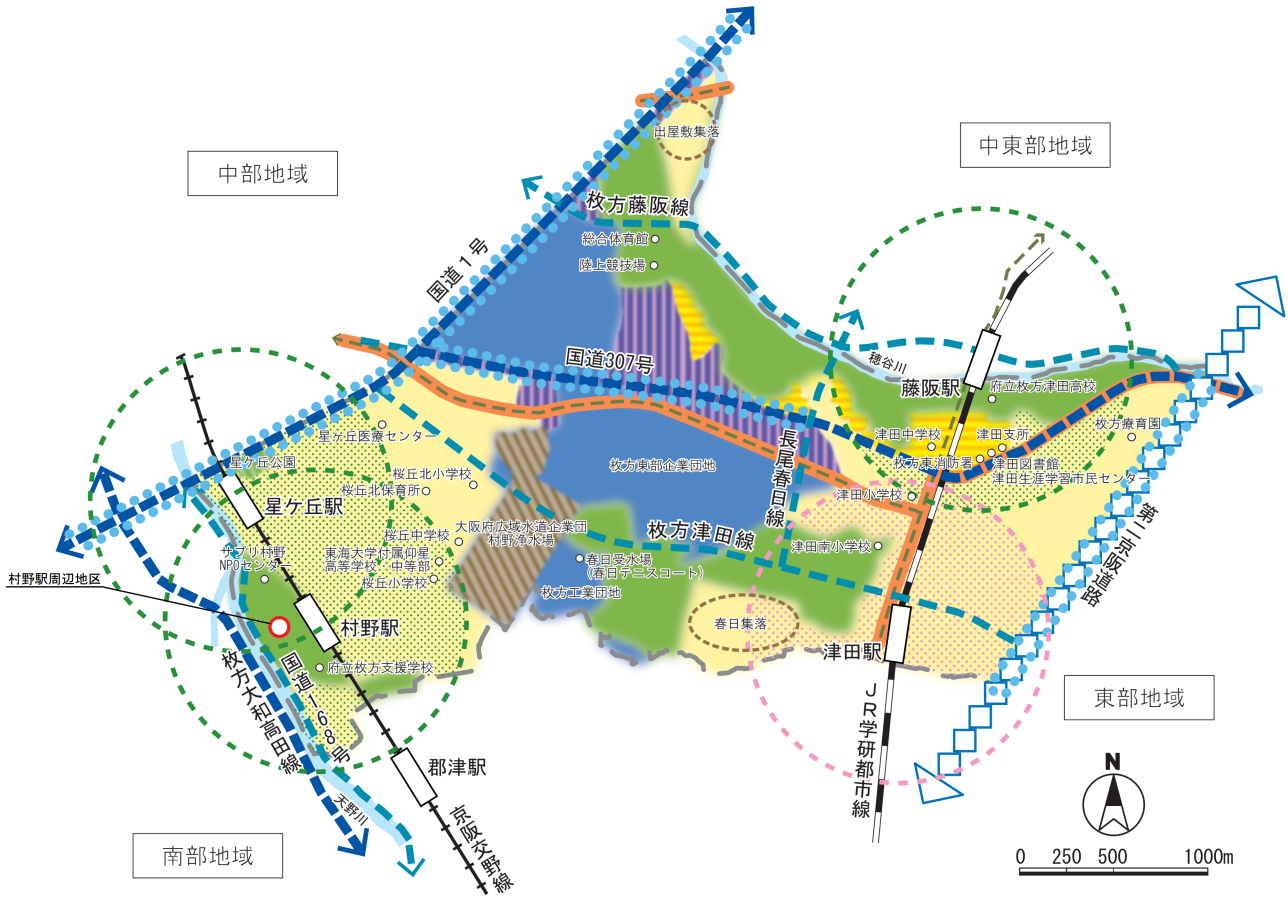 出屋敷集落
中部地域
中東部地域
枚方藤阪線
総合体育館
陸上競技場
国道1号
国道307号
穂谷川
藤阪駅
府立枚方津田高校
星ケ丘医療センター
長尾春日線
津田中学校
津田支所
枚方療育園
枚方東消防署
津田図書館
津田生涯学習市民センター
星ケ丘公園
桜丘北小学校
桜丘北保育所
枚方東部企業団地
津田小学校
星ケ丘駅
桜丘中学校
大阪府広域水道企業団
村野浄水場
枚方津田線
津田南小学校
第二京阪道路
サプリ村野
NPOセンター
東海大学付属仰星
高等学校・中等部
桜丘小学校
春日受水場
(春日テニスコート)
枚方工業団地
村野駅周辺地区
村野駅
春日集落
津田駅
府立枚方支援学校
枚方大和高田線
国道168号
JR学研都市線
東部地域
郡津駅
天野川
京阪交野線
南部地域
N
0 250 500 1000m